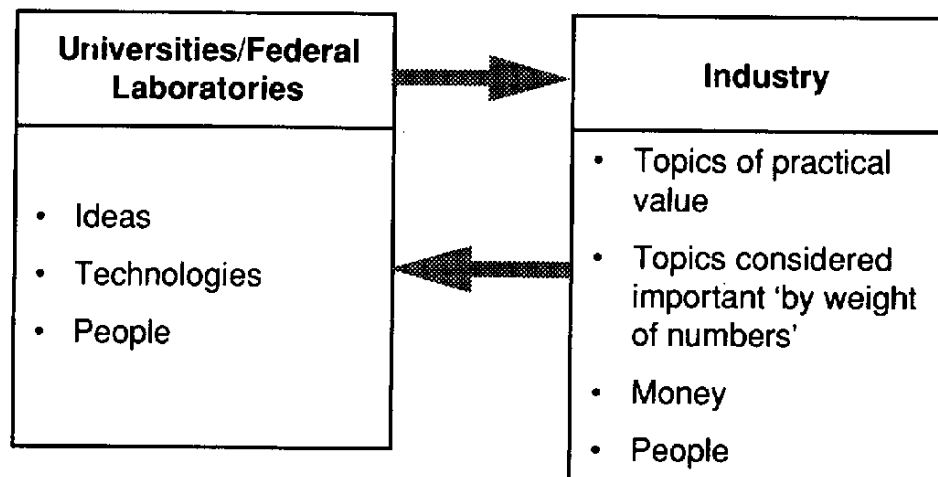 Universities/Federal
Laboratories
• Ideas
• Technologies
• People
Industry
• Topics of practical
value
• Topics considered
important ‘by weight
of numbers’
• Money
• People